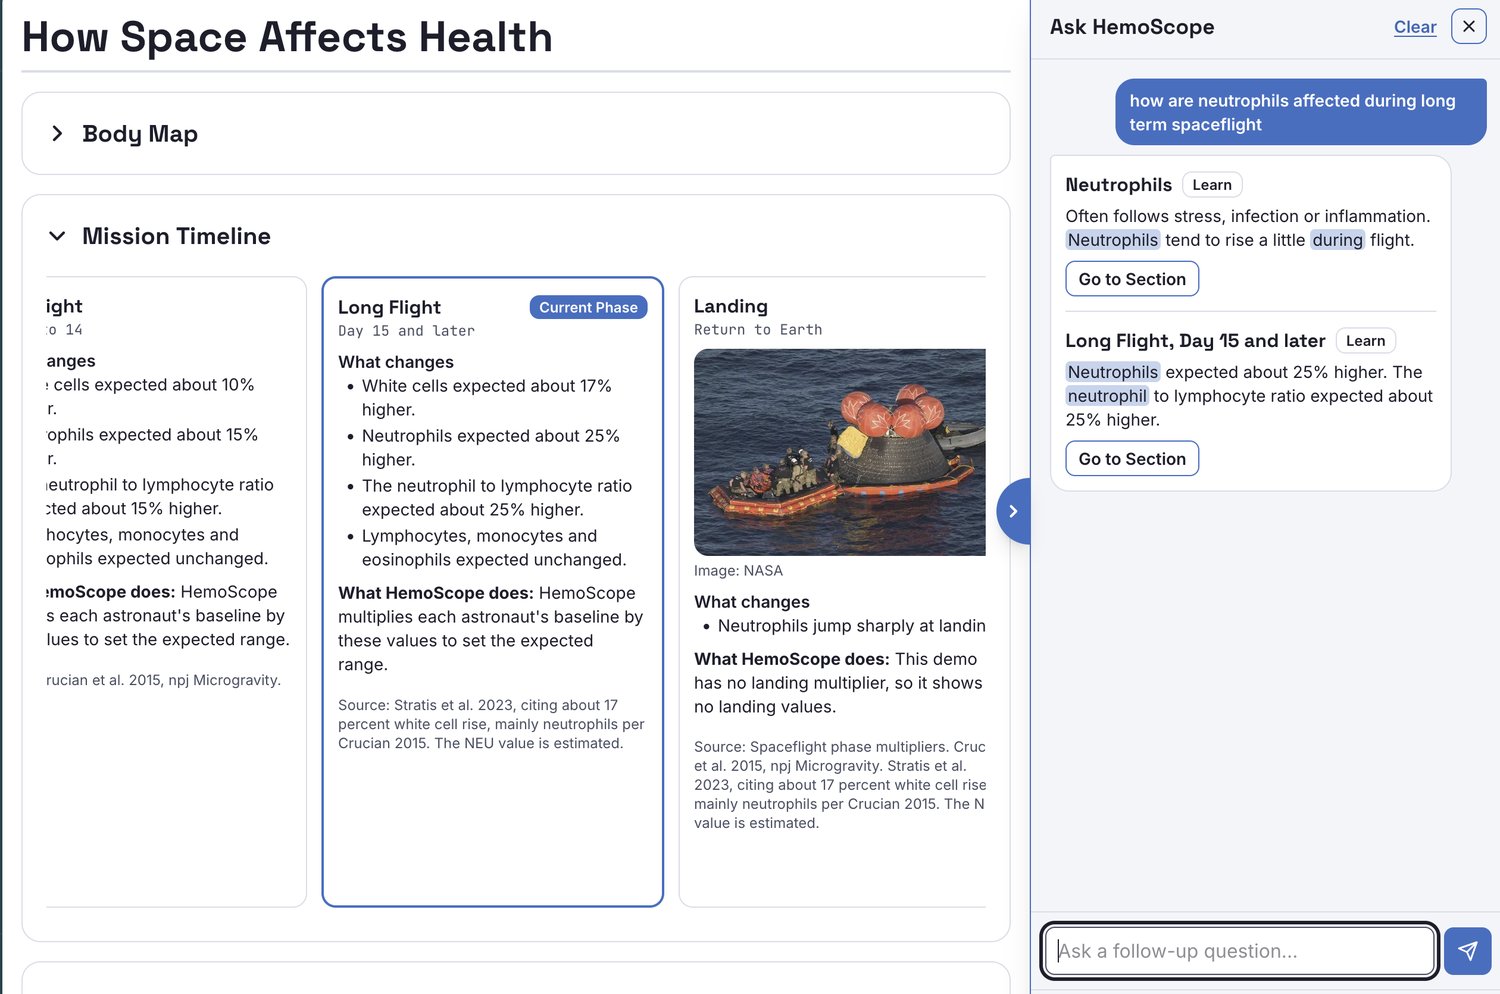 How Space Affects Health
Body Map
Mission Timeline
ight
to 14
anges
cells expected about 10%
r.
ophils expected about 15%
r.
neutrophil to lymphocyte ratio
cted about 15% higher.
hocytes, monocytes and
ophils expected unchanged.
emoScope does: HemoScope
s each astronaut's baseline by
lues to set the expected range.
rucian et al. 2015, npj Microgravity.
Long Flight
Current Phase
Day 15 and later
What changes
• White cells expected about 17%
higher.
• Neutrophils expected about 25%
higher.
• The neutrophil to lymphocyte ratio
expected about 25% higher.
• Lymphocytes, monocytes and
eosinophils expected unchanged.
What HemoScope does: HemoScope
multiplies each astronaut's baseline by
these values to set the expected
range.
Source: Stratis et al. 2023, citing about 17
percent white cell rise, mainly neutrophils per
Crucian 2015. The NEU value is estimated.
Landing
Return to Earth
Image: NASA
What changes
• Neutrophils jump sharply at landin
What HemoScope does: This demo
has no landing multiplier, so it shows
no landing values.
Source: Spaceflight phase multipliers. Cruc
et al. 2015, npj Microgravity. Stratis et al.
2023, citing about 17 percent white cell rise
mainly neutrophils per Crucian 2015. The N
value is estimated.
Ask HemoScope
Clear
how are neutrophils affected during long
term spaceflight
Neutrophils Learn
Often follows stress, infection or inflammation.
Neutrophils tend to rise a little during flight.
Go to Section
Long Flight, Day 15 and later Learn
Neutrophils expected about 25% higher. The
neutrophil to lymphocyte ratio expected about
25% higher.
Go to Section
Ask a follow-up question...